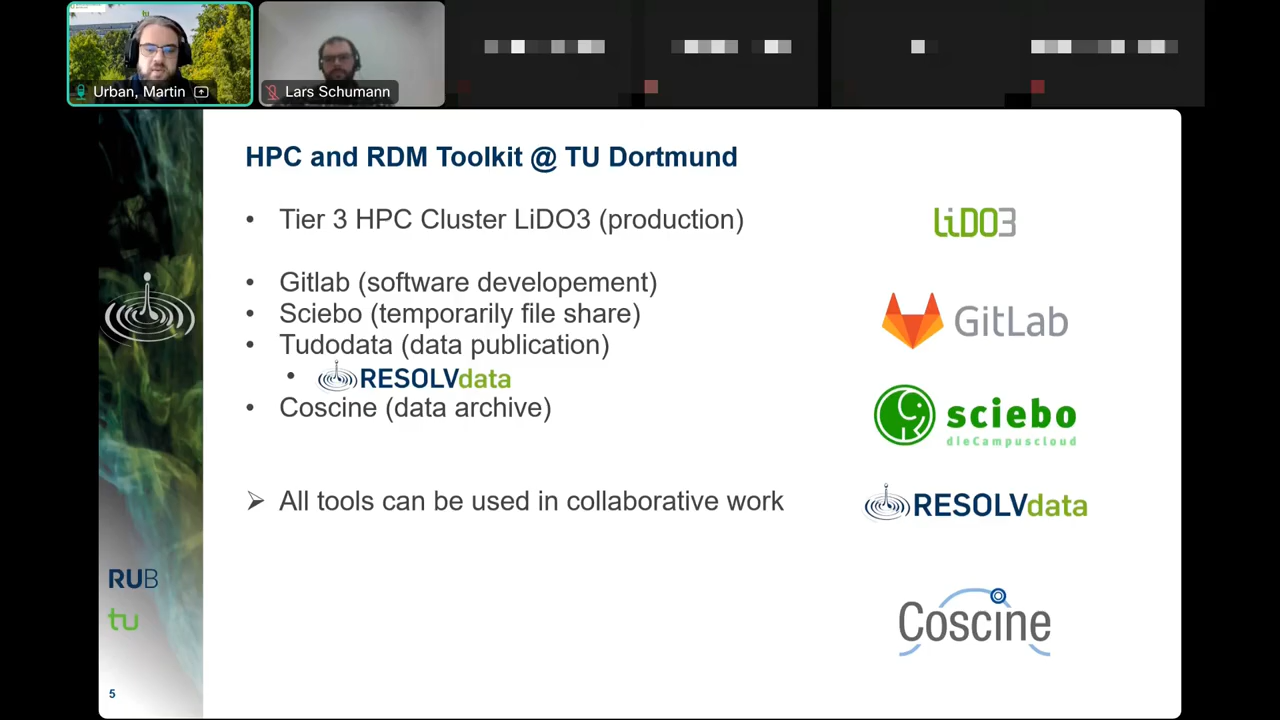 Urban, Martin
Lars Schumann
HPC and RDM Toolkit @ TU Dortmund
• Tier 3 HPC Cluster LiDO3 (production)
• Gitlab (software developement)
• Sciebo (temporarily file share)
• Tudodata (data publication)
• RESOLVdata
• Coscine (data archive)
➢ All tools can be used in collaborative work
LiDO3
GitLab
sciebo
dieCampuscloud
RESOLVdata
Coscine
RUB
tu
5